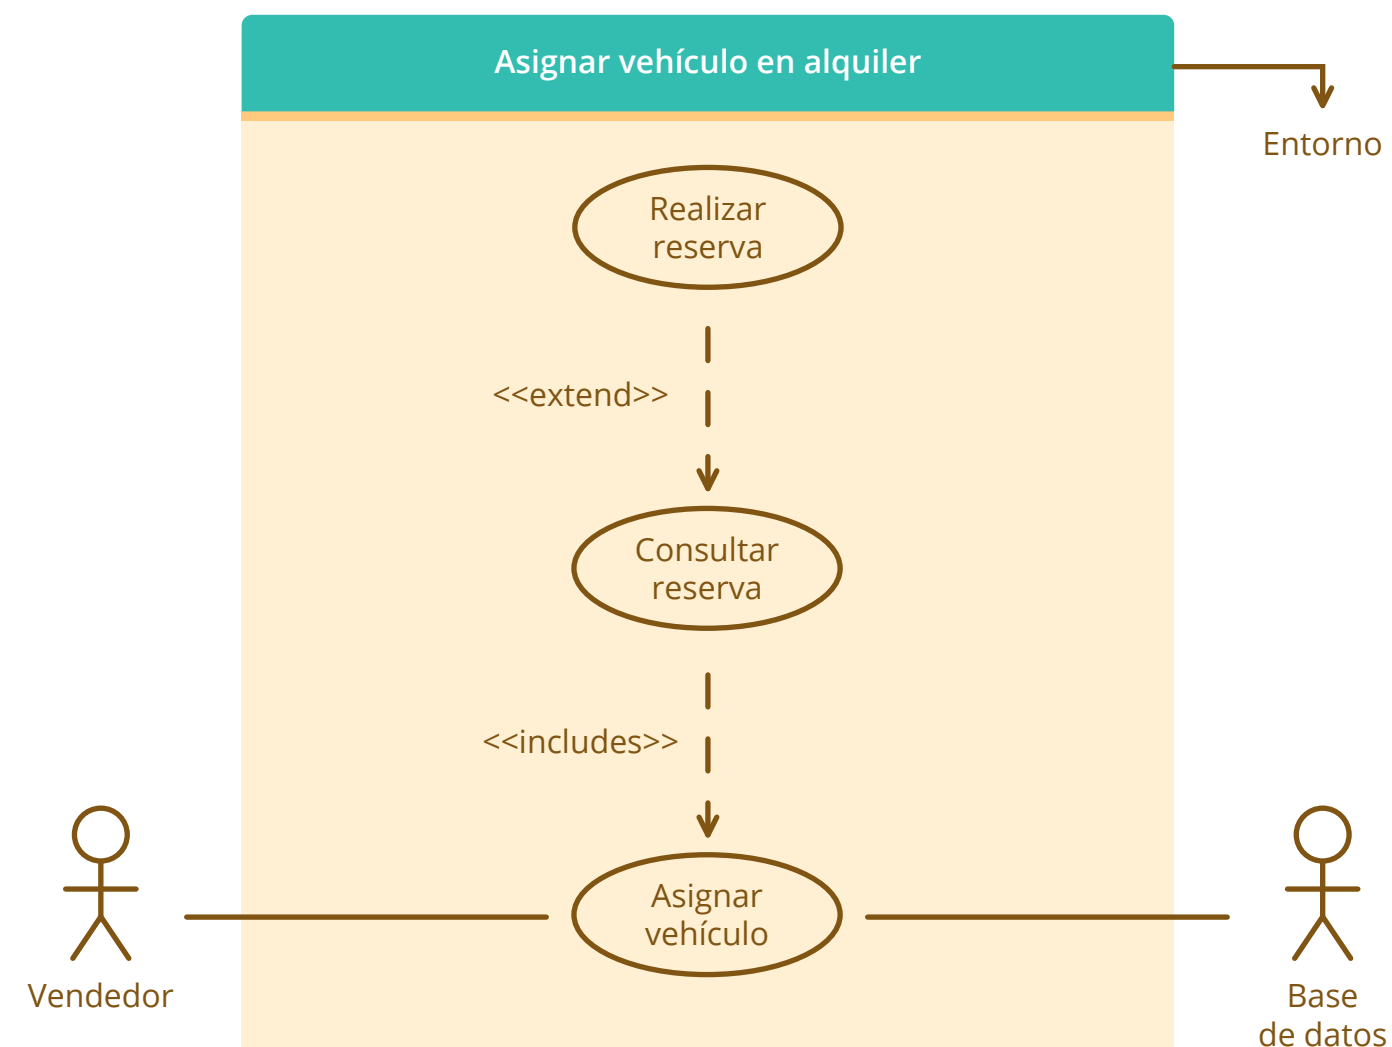 Asignar vehículo en alquiler
Entorno
Realizar
reserva
<<extend>>
Consultar
reserva
<<includes>>
Asignar
vehículo
Vendedor
Base
de datos